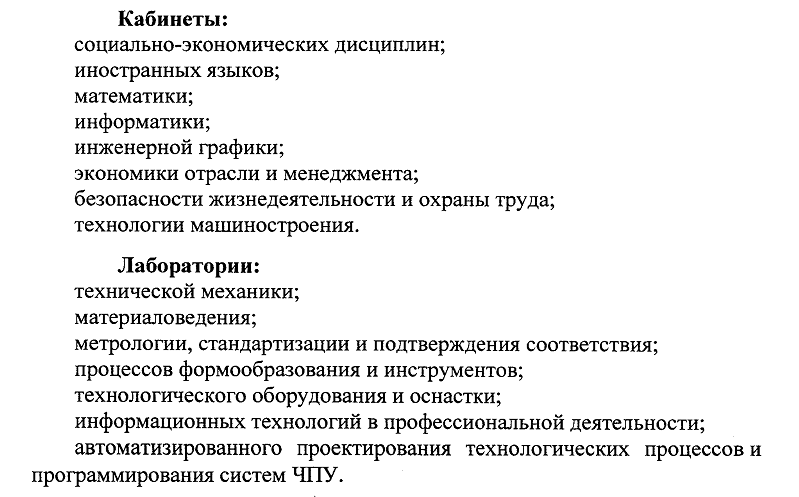 Кабинеты:
социально-экономических дисциплин;
иностранных языков;
математики;
информатики;
инженерной графики;
экономики отрасли и менеджмента;
безопасности жизнедеятельности и охраны труда;
технологии машиностроения.
Лаборатории:
технической механики;
материаловедения;
метрологии, стандартизации и подтверждения соответствия;
процессов формообразования и инструментов;
технологического оборудования и оснастки;
информационных технологий в профессиональной деятельности;
автоматизированного проектирования технологических процессов и
программирования систем ЧПУ.